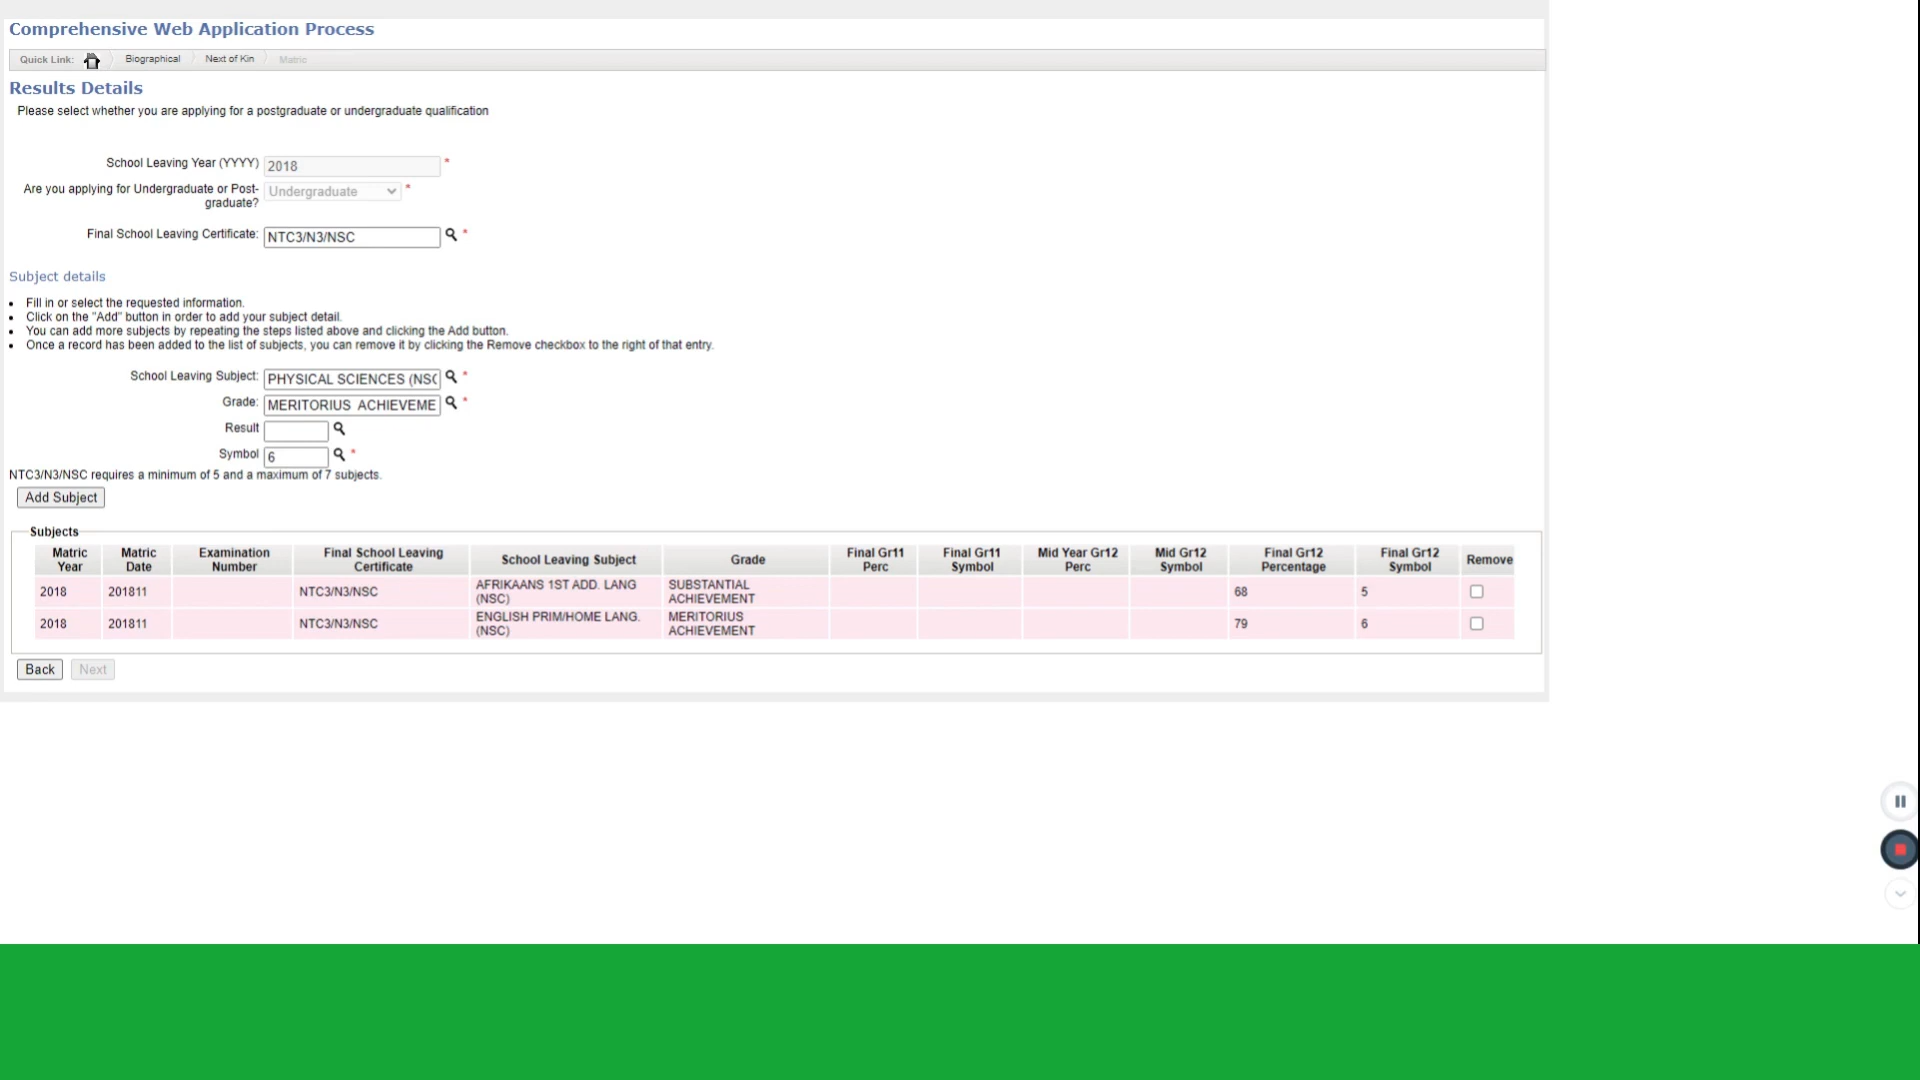 Comprehensive Web Application Process
Quick Link: Biographical Next of Kin Matric
Results Details
Please select whether you are applying for a postgraduate or undergraduate qualification
School Leaving Year (YYYY) 2018 *
Are you applying for Undergraduate or Post-
graduate? Undergraduate *
Final School Leaving Certificate: NTC3/N3/NSC *
Subject details
• Fill in or select the requested information.
• Click on the "Add" button in order to add your subject detail.
• You can add more subjects by repeating the steps listed above and clicking the Add button.
• Once a record has been added to the list of subjects, you can remove it by clicking the Remove checkbox to the right of that entry.
School Leaving Subject: PHYSICAL SCIENCES (NSC *
Grade: MERITORIUS ACHIEVEME *
Result
Symbol 6 *
NTC3/N3/NSC requires a minimum of 5 and a maximum of 7 subjects.
Add Subject
Subjects
Matric Year Matric Date Examination Number Final School Leaving Certificate School Leaving Subject Grade Final Gr11 Perc Final Gr11 Symbol Mid Year Gr12 Perc Mid Gr12 Symbol Final Gr12 Percentage Final Gr12 Symbol Remove
2018 201811 NTC3/N3/NSC AFRIKAANS 1ST ADD. LANG (NSC) SUBSTANTIAL ACHIEVEMENT 68 5
2018 201811 NTC3/N3/NSC ENGLISH PRIM/HOME LANG. (NSC) MERITORIUS ACHIEVEMENT 79 6
Back Next